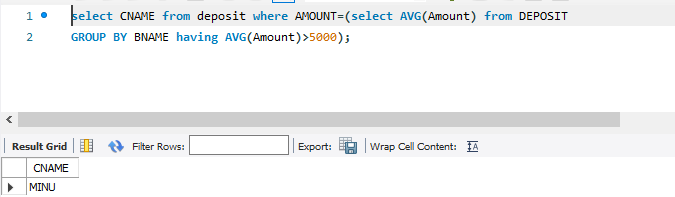 1 select CNAME from deposit where AMOUNT=(select AVG(Amount) from DEPOSIT
2 GROUP BY BNAME having AVG(Amount)>5000);
Result Grid Filter Rows: Export: Wrap Cell Content: IA
CNAME
MINU